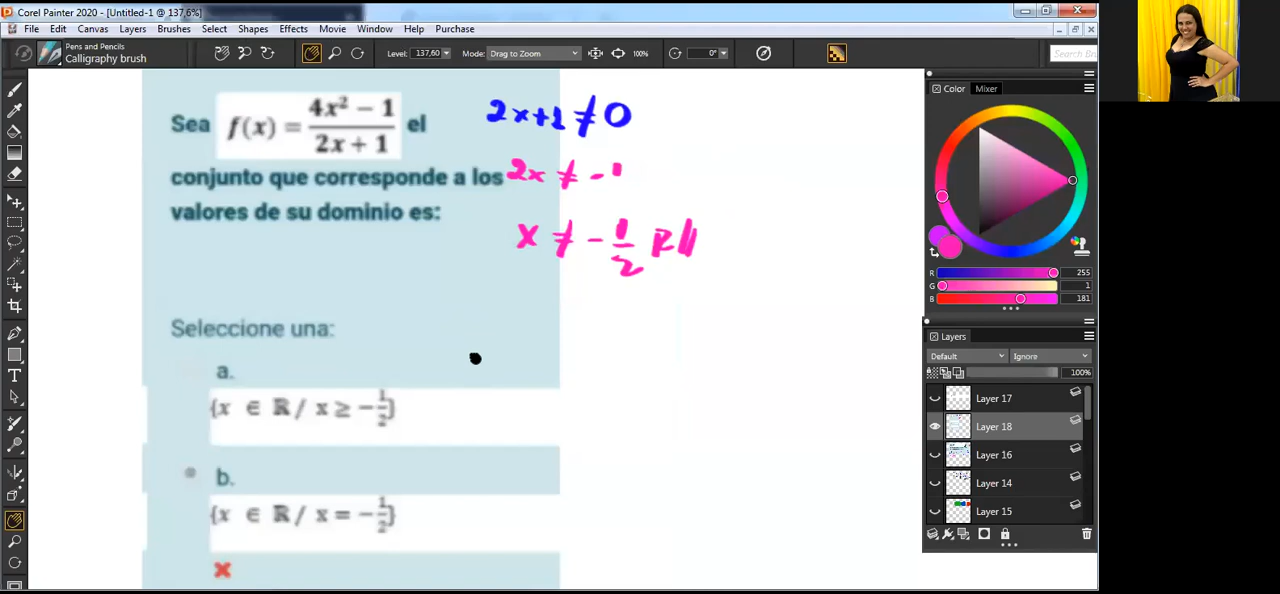 Corel Painter 2020 - [Untitled-1 @ 137,6%]
File Edit Canvas Layers Brushes Select Shapes Effects Movie Window Help Purchase
Pens and Pencils
Calligraphy brush
Level: 137,60 Mode: Drag to Zoom 100% 0° Search Brush
Color Mixer
Sea f(x) = 4x² − 1 / 2x + 1 el
conjunto que corresponde a los
valores de su dominio es:
2x+1 ≠ 0
2x ≠ -1
x ≠ - 1/2 R//
Seleccione una:
a.
{x ∈ ℝ / x ≥ −1/2}
b.
{x ∈ ℝ / x = −1/2}
R 255
G 1
B 181
Layers
Default Ignore
100%
Layer 17
Layer 18
Layer 16
Layer 14
Layer 15